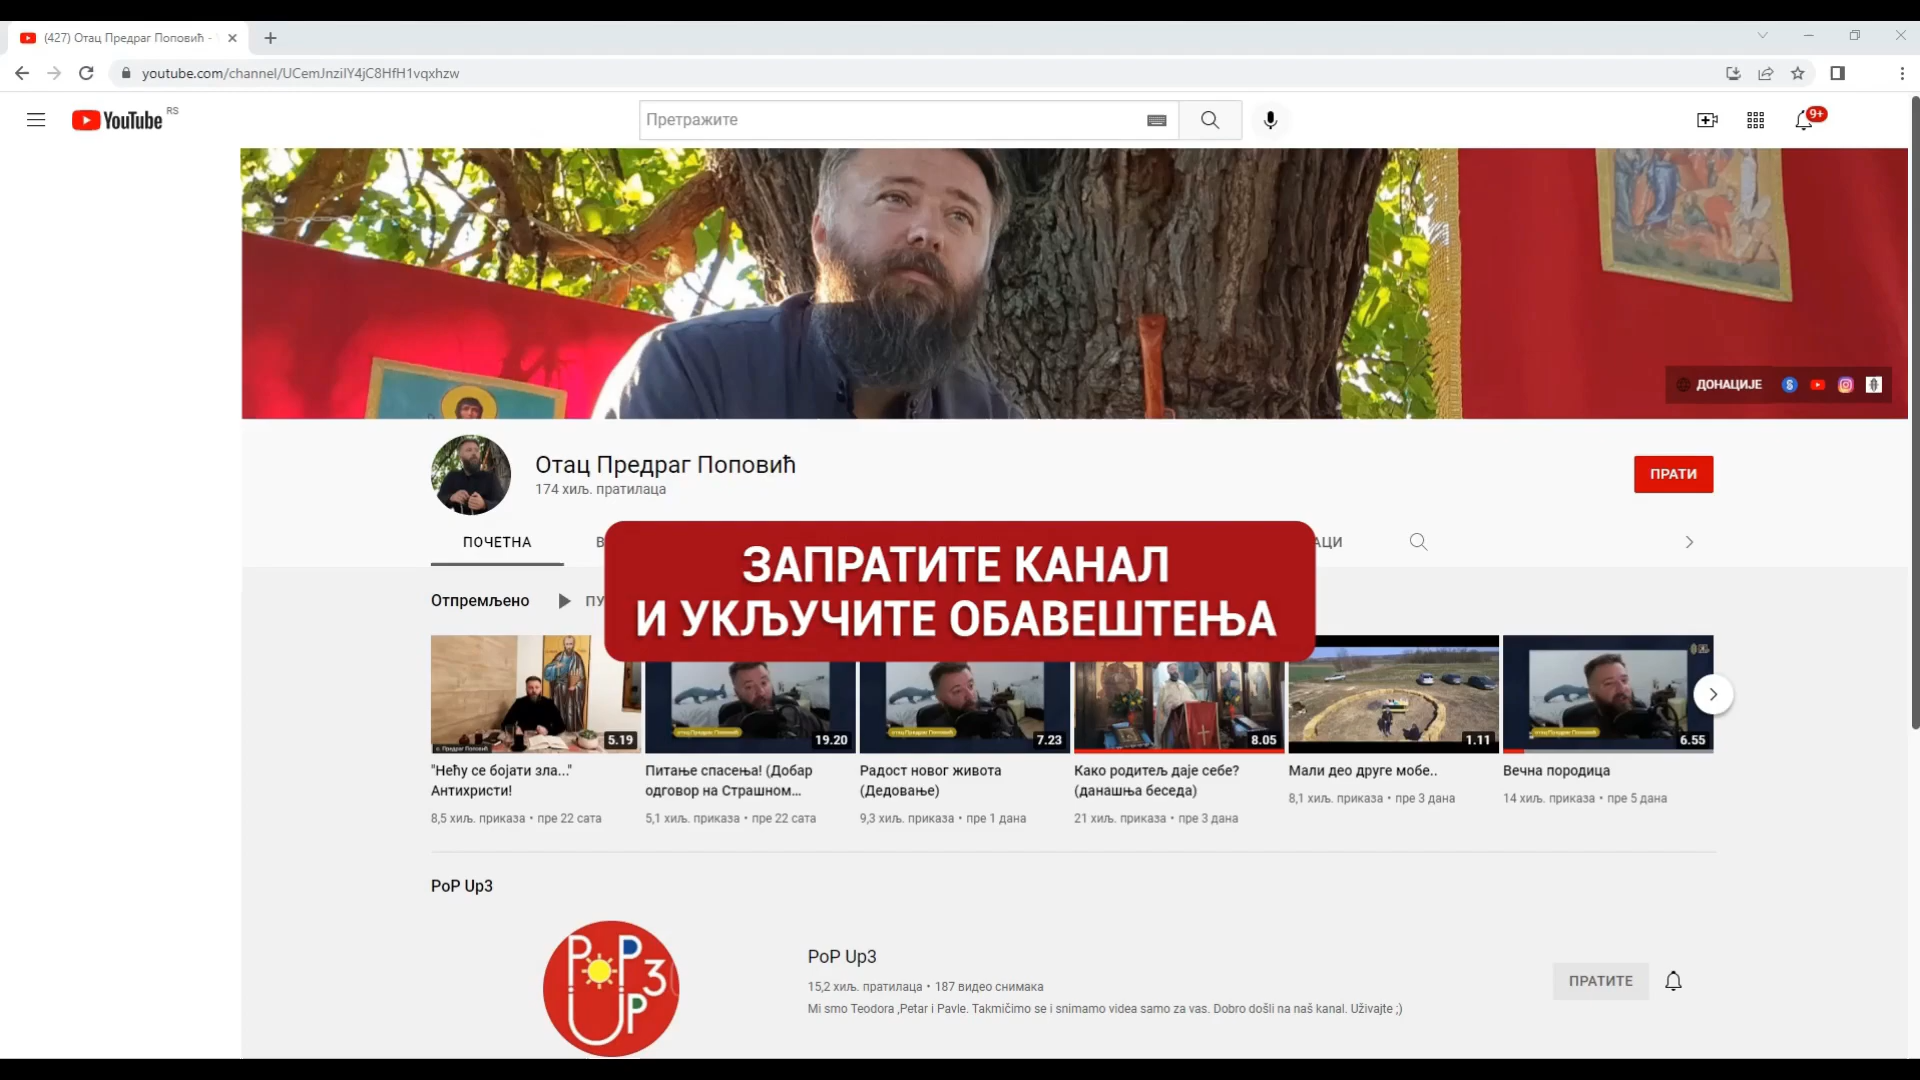 (427) Отац Предраг Поповић -
youtube.com/channel/UCemJnziIY4jC8HfH1vqxhzw
YouTube RS
Претражите
9+
ДОНАЦИЈЕ
Отац Предраг Поповић
174 хиљ. пратилаца
ПРАТИ
ПОЧЕТНА
ЗАПРАТИТЕ КАНАЛ
И УКЉУЧИТЕ ОБАВЕШТЕЊА
Отпремљено
5.19
19.20
7.23
8.05
1.11
6.55
"Нећу се бојати зла..."
Антихристи!
8,5 хиљ. приказа • пре 22 сата
Питање спасења! (Добар
одговор на Страшном...
5,1 хиљ. приказа • пре 22 сата
Радост новог живота
(Дедовање)
9,3 хиљ. приказа • пре 1 дана
Како родитељ даје себе?
(данашња беседа)
21 хиљ. приказа • пре 3 дана
Мали део друге мобе..
8,1 хиљ. приказа • пре 3 дана
Вечна породица
14 хиљ. приказа • пре 5 дана
PoP Up3
POP3
UP
PoP Up3
15,2 хиљ. пратилаца • 187 видео снимака
Mi smo Teodora ,Petar i Pavle. Takmičimo se i snimamo videa samo za vas. Dobro došli na naš kanal. Uživajte ;)
ПРАТИТЕ